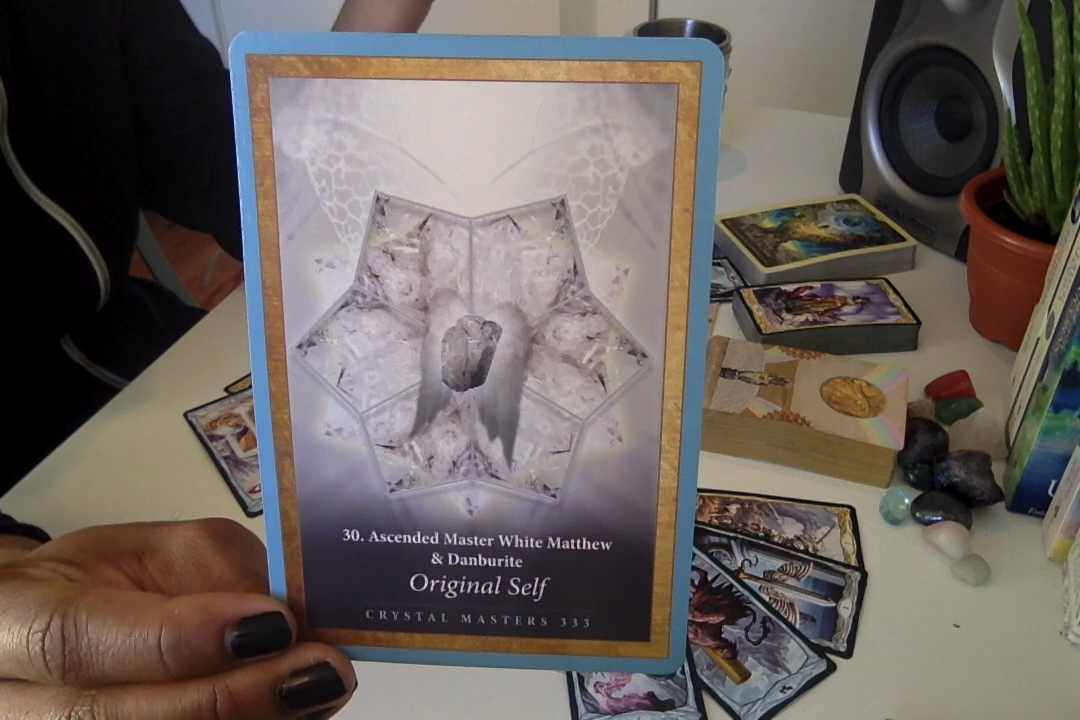 30. Ascended Master White Matthew
& Danburite
Original Self
CRYSTAL MASTERS 333